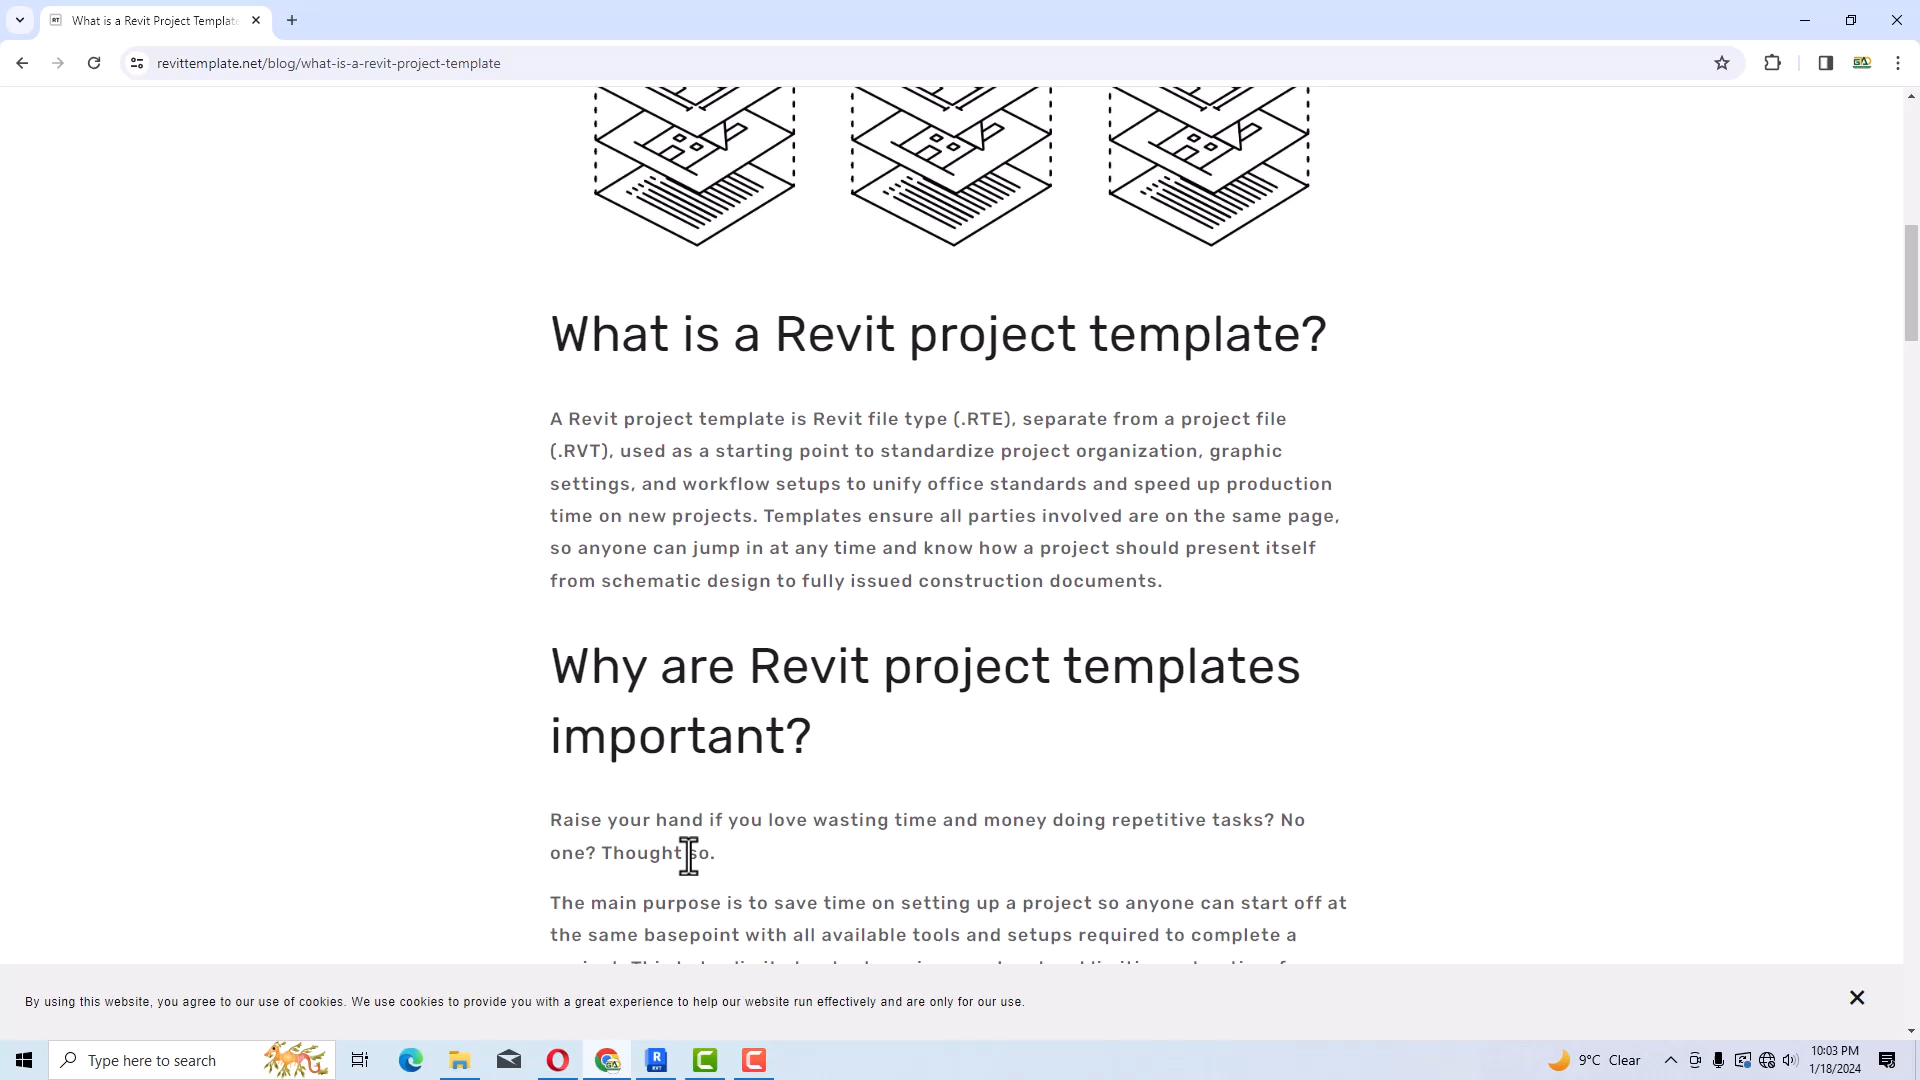 RT
What is a Revit Project Templat
revittemplate.net/blog/what-is-a-revit-project-template
What is a Revit project template?
A Revit project template is Revit file type (.RTE), separate from a project file
(.RVT), used as a starting point to standardize project organization, graphic
settings, and workflow setups to unify office standards and speed up production
time on new projects. Templates ensure all parties involved are on the same page,
so anyone can jump in at any time and know how a project should present itself
from schematic design to fully issued construction documents.
Why are Revit project templates
important?
Raise your hand if you love wasting time and money doing repetitive tasks? No
one? Thought so.
The main purpose is to save time on setting up a project so anyone can start off at
the same basepoint with all available tools and setups required to complete a
By using this website, you agree to our use of cookies. We use cookies to provide you with a great experience to help our website run effectively and are only for our use.
Type here to search
R
RVT
C
C
9°C Clear
10:03 PM
1/18/2024